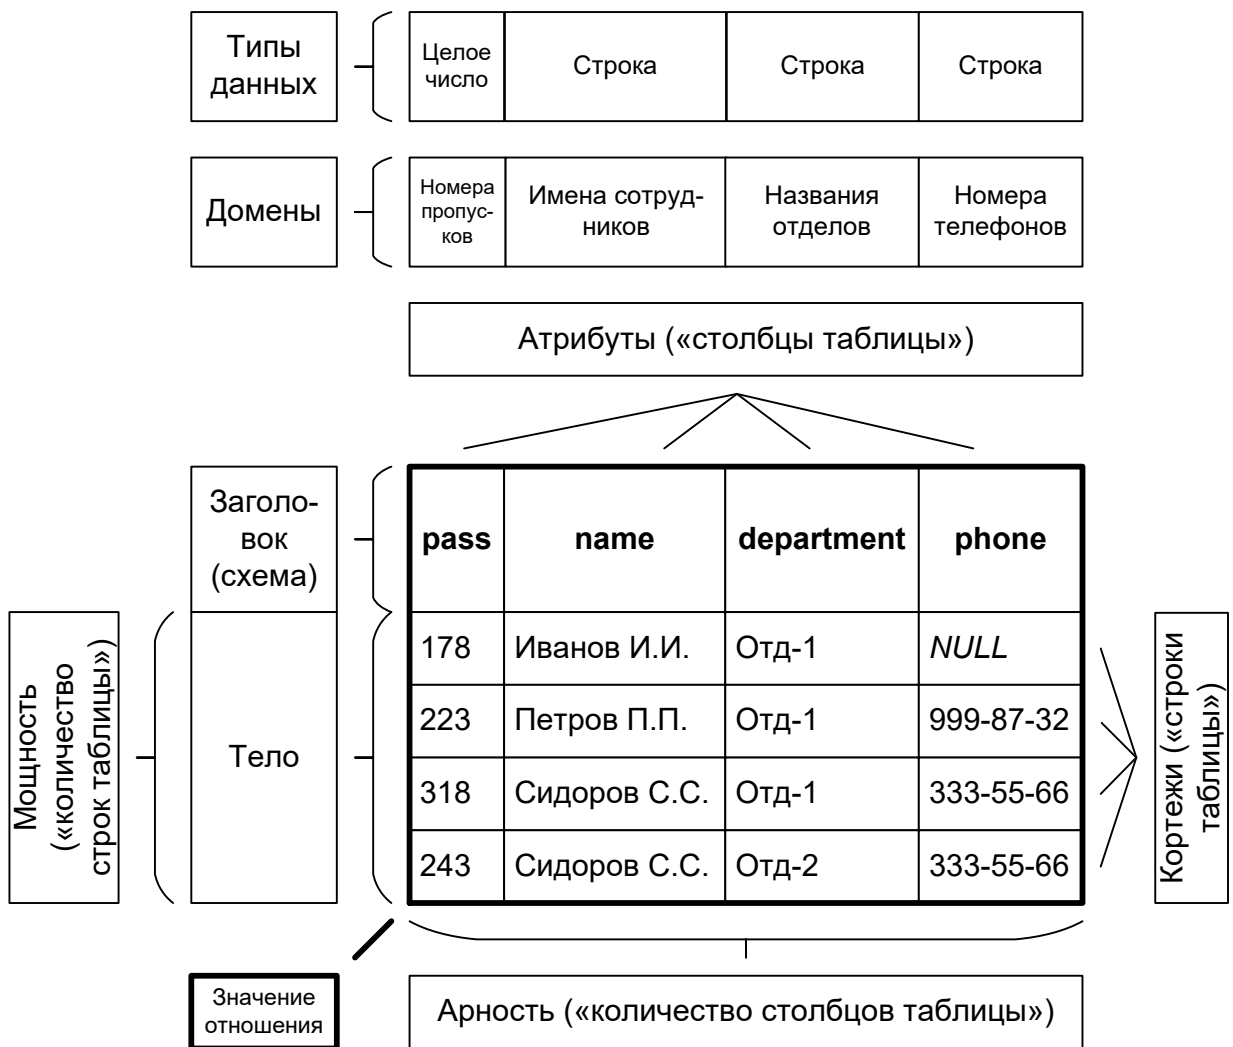 Типы
данных
Целое
число
Строка
Строка
Строка
Домены
Номера
пропус-
ков
Имена сотруд-
ников
Названия
отделов
Номера
телефонов
Атрибуты («столбцы таблицы»)
Заголо-
вок
(схема)
pass
name
department
phone
Мощность
(«количество
строк таблицы»)
Тело
178
Иванов И.И.
Отд-1
NULL
223
Петров П.П.
Отд-1
999-87-32
318
Сидоров С.С.
Отд-1
333-55-66
243
Сидоров С.С.
Отд-2
333-55-66
Кортежи («строки
таблицы»)
Значение
отношения
Арность («количество столбцов таблицы»)